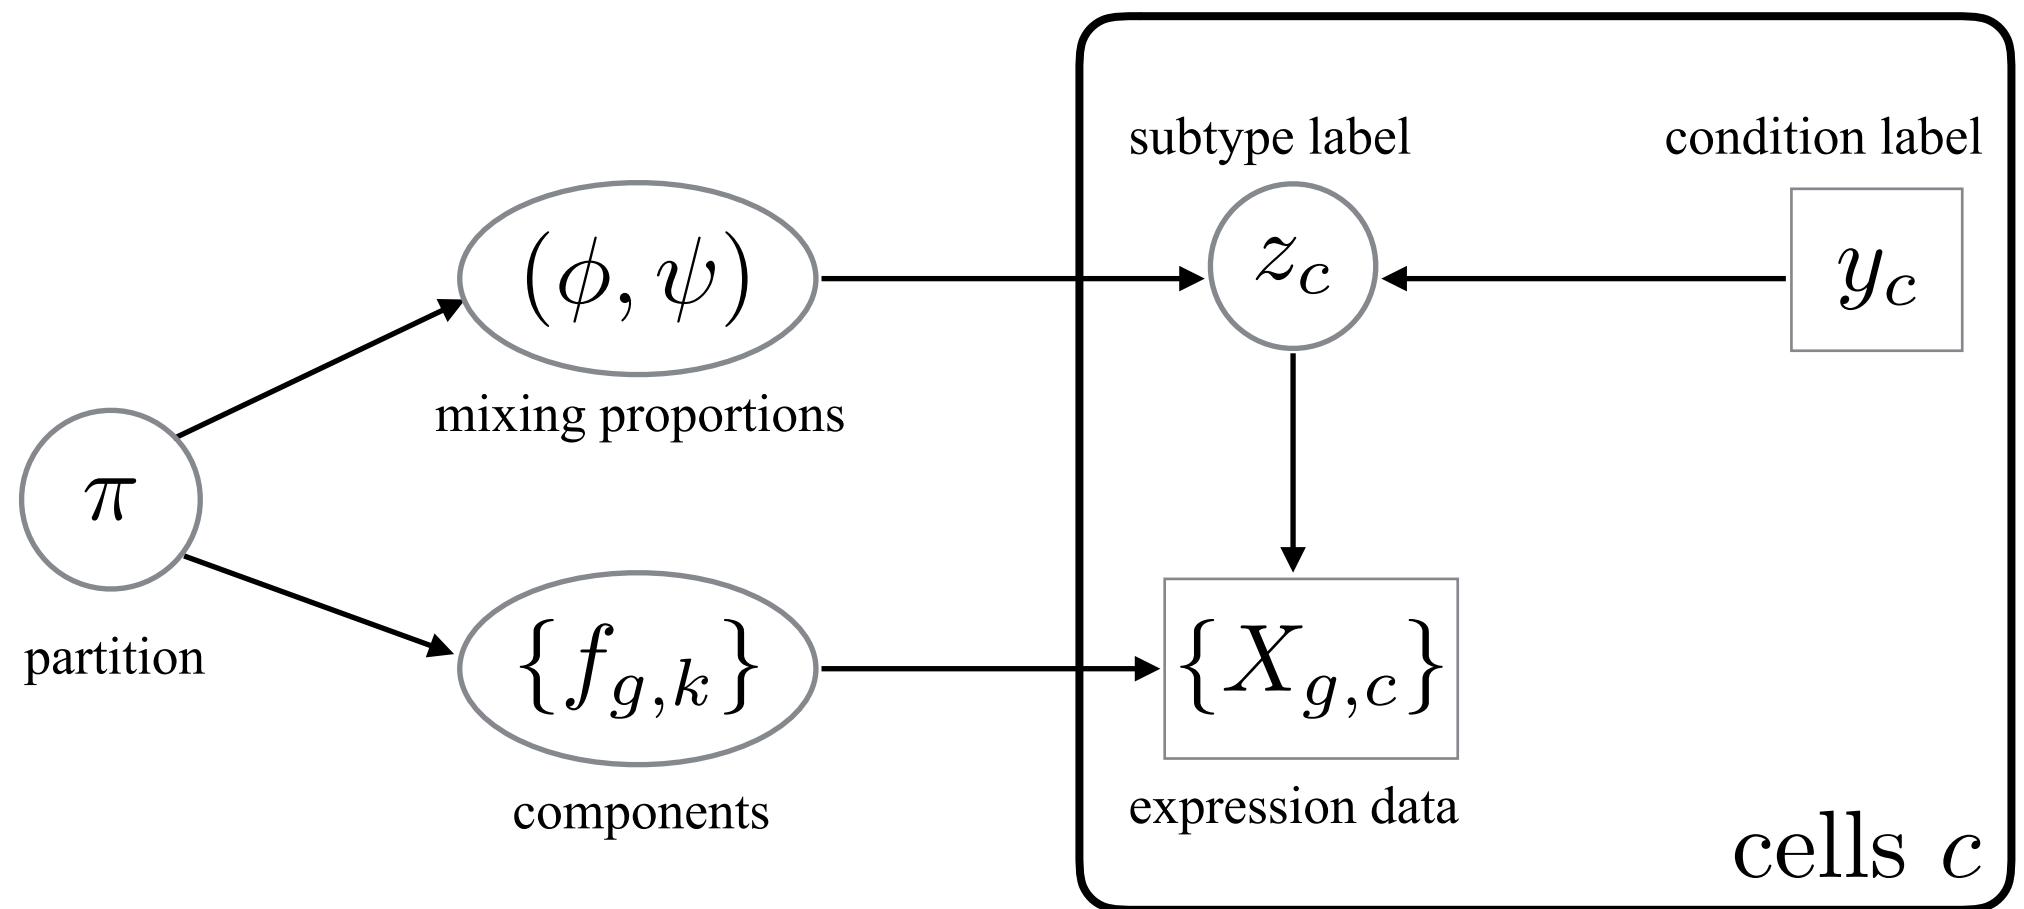 subtype label
condition label
(ϕ, ψ)
z_c
y_c
mixing proportions
π
partition
{f_{g,k}}
{X_{g,c}}
components
expression data
cells c